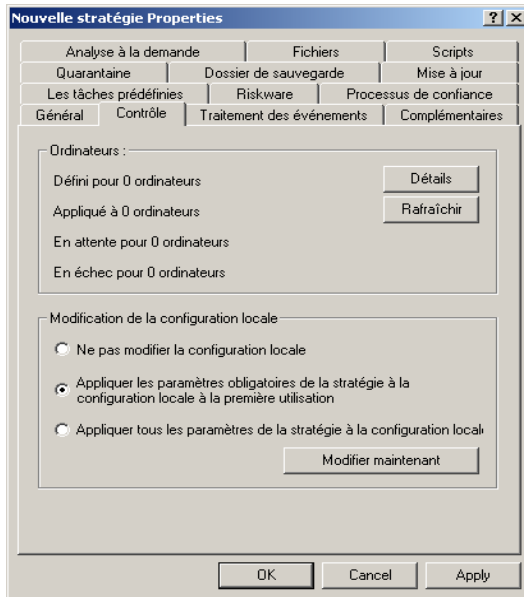 Nouvelle stratégie Properties
Analyse à la demande Fichiers Scripts
Quarantaine Dossier de sauvegarde Mise à jour
Les tâches prédéfinies Riskware Processus de confiance
Général Contrôle Traitement des événements Complémentaires
Ordinateurs :
Défini pour 0 ordinateurs Détails
Appliqué à 0 ordinateurs Rafraîchir
En attente pour 0 ordinateurs
En échec pour 0 ordinateurs
Modification de la configuration locale
Ne pas modifier la configuration locale
Appliquer les paramètres obligatoires de la stratégie à la
configuration locale à la première utilisation
Appliquer tous les paramètres de la stratégie à la configuration local
Modifier maintenant
OK Cancel Apply